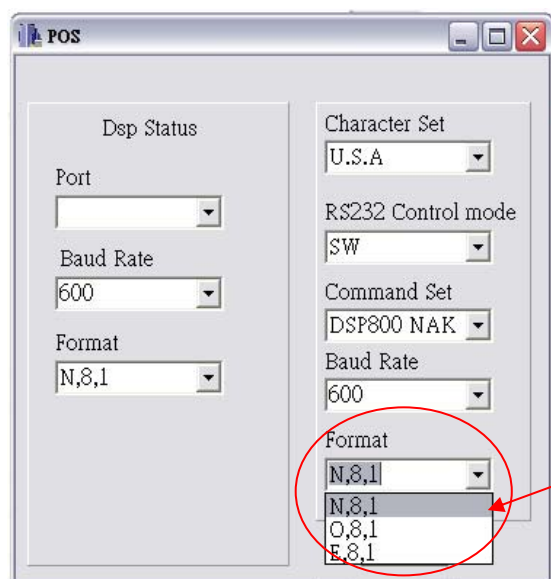 POS
Dsp Status
Port
Baud Rate
600
Format
N,8,1
Character Set
U.S.A
RS232 Control mode
SW
Command Set
DSP800 NAK
Baud Rate
600
Format
N,8,1
N,8,1
O,8,1
E,8,1